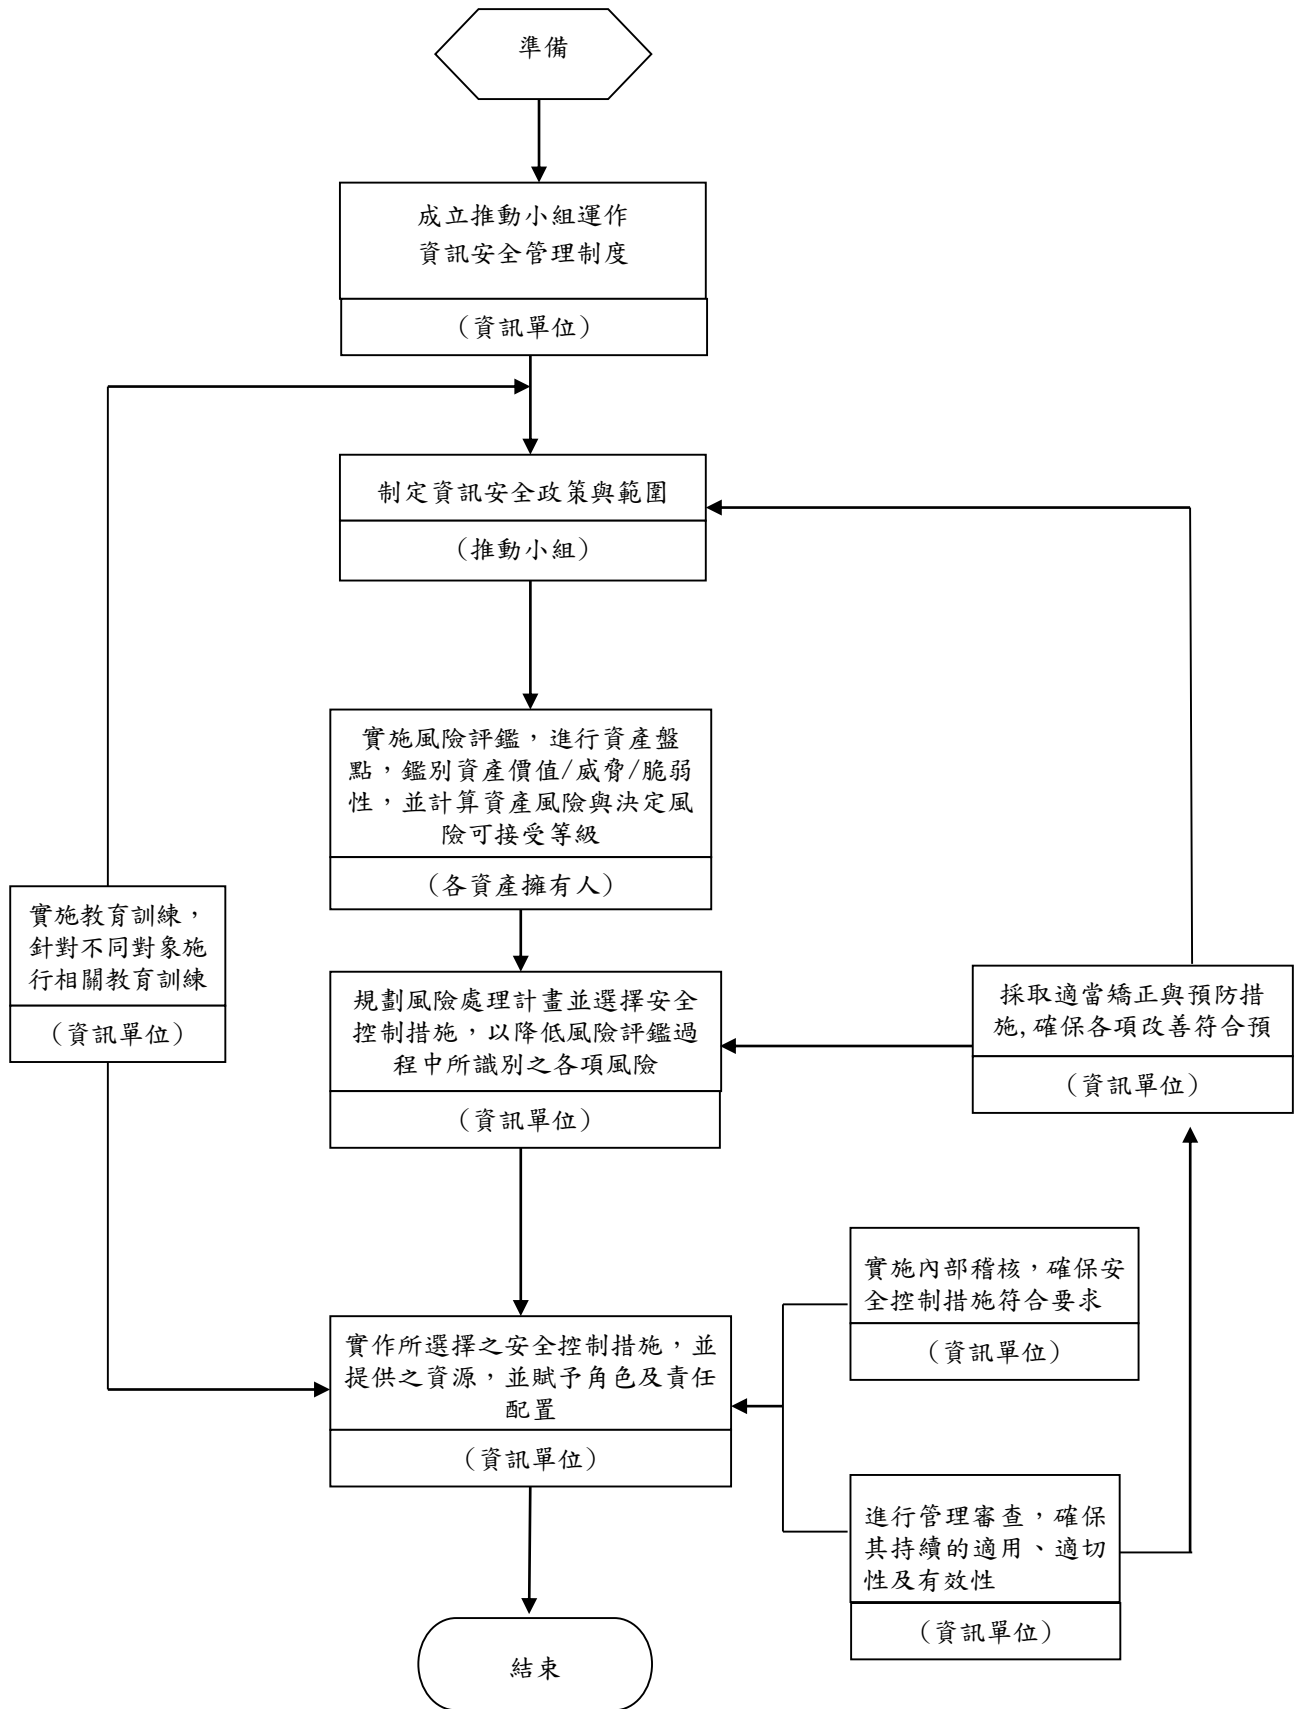 準備
成立推動小組運作
資訊安全管理制度
（資訊單位）
制定資訊安全政策與範圍
（推動小組）
實施風險評鑑，進行資產盤
點，鑑別資產價值/威脅/脆弱
性，並計算資產風險與決定風
險可接受等級
（各資產擁有人）
實施教育訓練，
針對不同對象施
行相關教育訓練
（資訊單位）
規劃風險處理計畫並選擇安全
控制措施，以降低風險評鑑過
程中所識別之各項風險
（資訊單位）
採取適當矯正與預防措
施,確保各項改善符合預
（資訊單位）
實施內部稽核，確保安
全控制措施符合要求
（資訊單位）
實作所選擇之安全控制措施，並
提供之資源，並賦予角色及責任
配置
（資訊單位）
進行管理審查，確保
其持續的適用、適切
性及有效性
（資訊單位）
結束